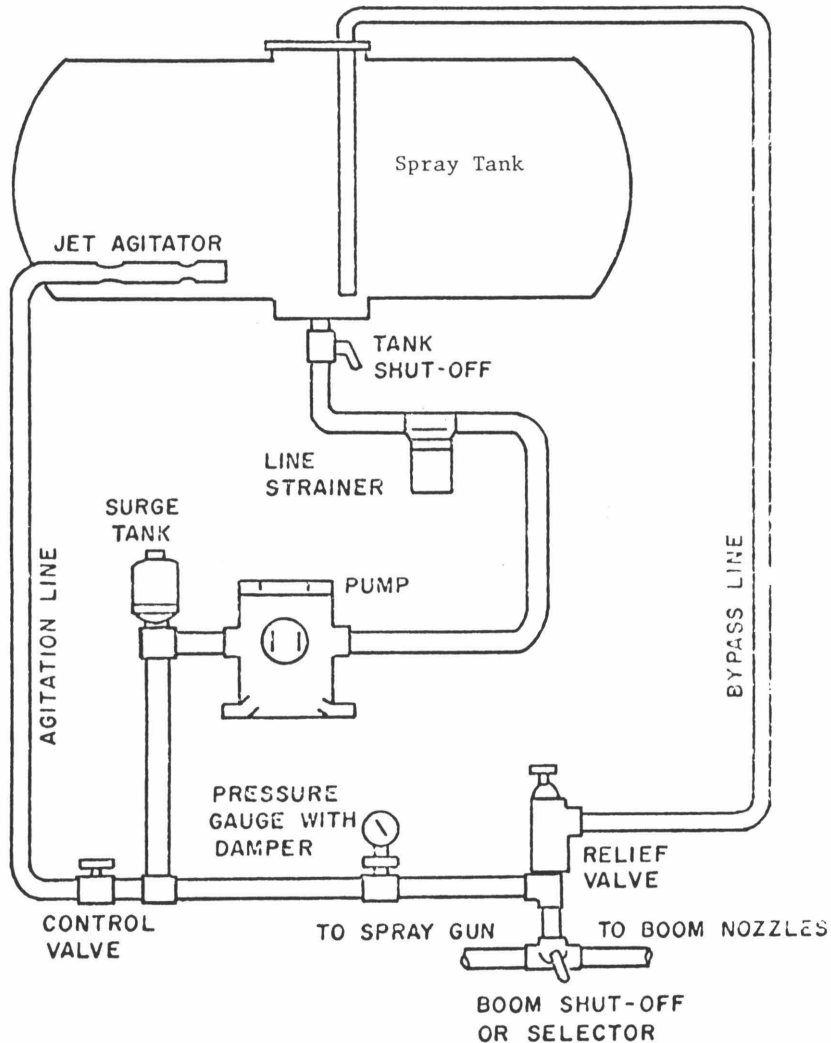 Spray Tank
JET AGITATOR
TANK
SHUT-OFF
LINE
STRAINER
SURGE
TANK
PUMP
AGITATION LINE
BYPASS LINE
PRESSURE
GAUGE WITH
DAMPER
RELIEF
VALVE
CONTROL
VALVE
TO SPRAY GUN
TO BOOM NOZZLES
BOOM SHUT-OFF
OR SELECTOR